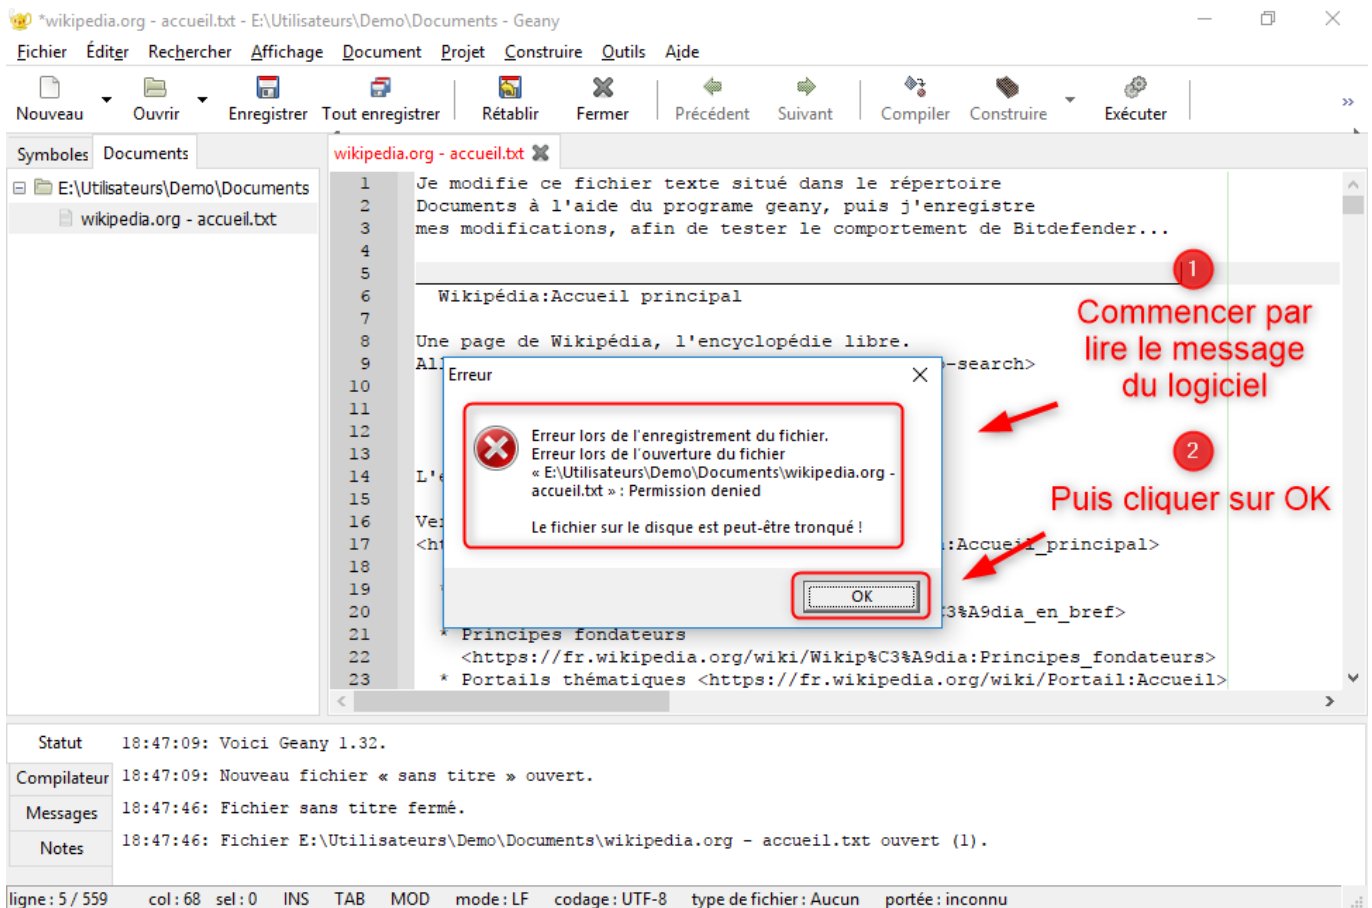 *wikipedia.org - accueil.txt - E:\Utilisateurs\Demo\Documents - Geany
Fichier Éditer Rechercher Affichage Document Projet Construire Outils Aide
Nouveau Ouvrir Enregistrer Tout enregistrer Rétablir Fermer Précédent Suivant Compiler Construire Exécuter »
Symboles Documents
wikipedia.org - accueil.txt
E:\Utilisateurs\Demo\Documents
wikipedia.org - accueil.txt
1 Je modifie ce fichier texte situé dans le répertoire
2 Documents à l'aide du programe geany, puis j'enregistre
3 mes modifications, afin de tester le comportement de Bitdefender...
4
5
6 Wikipédia:Accueil principal
7
8 Une page de Wikipédia, l'encyclopédie libre.
9 Al -search>
10
11
12
13
14 L'
15
16 Ve
17 <ht :Accueil_principal>
18
19 *
20 C3%A9dia_en_bref>
21 * Principes fondateurs
22 <https://fr.wikipedia.org/wiki/Wikip%C3%A9dia:Principes_fondateurs>
23 * Portails thématiques <https://fr.wikipedia.org/wiki/Portail:Accueil>
1
Commencer par
lire le message
du logiciel
Erreur
Erreur lors de l'enregistrement du fichier.
Erreur lors de l'ouverture du fichier
« E:\Utilisateurs\Demo\Documents\wikipedia.org -
accueil.txt » : Permission denied
Le fichier sur le disque est peut-être tronqué !
2
Puis cliquer sur OK
OK
Statut
Compilateur
Messages
Notes
18:47:09: Voici Geany 1.32.
18:47:09: Nouveau fichier « sans titre » ouvert.
18:47:46: Fichier sans titre fermé.
18:47:46: Fichier E:\Utilisateurs\Demo\Documents\wikipedia.org - accueil.txt ouvert (1).
ligne : 5 / 559 col : 68 sel : 0 INS TAB MOD mode : LF codage : UTF-8 type de fichier : Aucun portée : inconnu